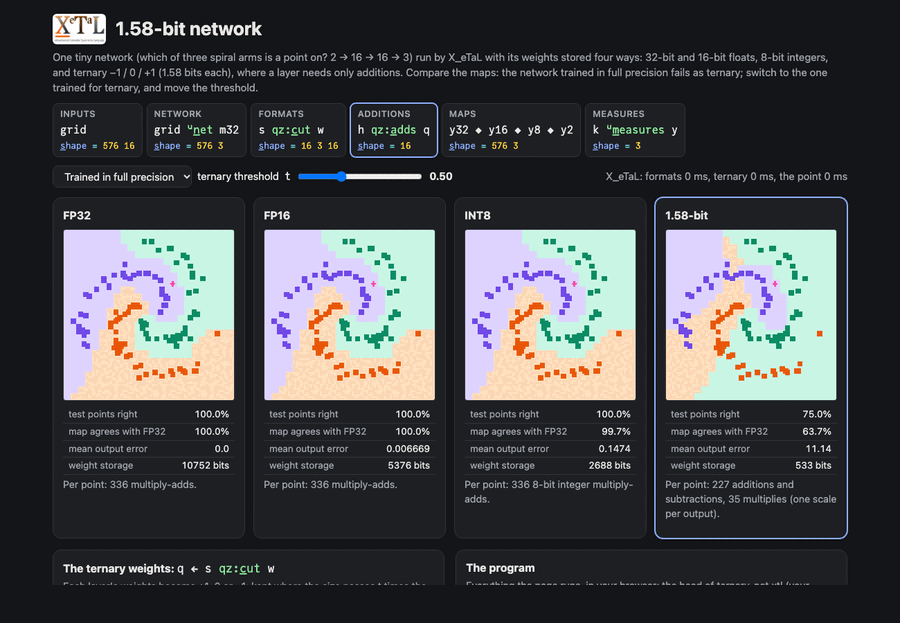 XeTaL
1.58-bit network
One tiny network (which of three spiral arms is a point on? 2 → 16 → 16 → 3) run by X_eTaL with its weights stored four ways: 32-bit and 16-bit floats, 8-bit integers,
and ternary −1 / 0 / +1 (1.58 bits each), where a layer needs only additions. Compare the maps: the network trained in full precision fails as ternary; switch to the one
trained for ternary, and move the threshold.
INPUTS
grid
shape = 576 16
NETWORK
grid ᵘnet m32
shape = 576 3
FORMATS
s qz:cut w
shape = 16 3 16
ADDITIONS
h qz:adds q
shape = 16
MAPS
y32 ◆ y16 ◆ y8 ◆ y2
shape = 576 3
MEASURES
k ᵘmeasures y
shape = 3
Trained in full precision
ternary threshold t
0.50
X_eTaL: formats 0 ms, ternary 0 ms, the point 0 ms
FP32
test points right 100.0%
map agrees with FP32 100.0%
mean output error 0.0
weight storage 10752 bits
Per point: 336 multiply-adds.
FP16
test points right 100.0%
map agrees with FP32 100.0%
mean output error 0.006669
weight storage 5376 bits
Per point: 336 multiply-adds.
INT8
test points right 100.0%
map agrees with FP32 99.7%
mean output error 0.1474
weight storage 2688 bits
Per point: 336 8-bit integer multiply-
adds.
1.58-bit
test points right 75.0%
map agrees with FP32 63.7%
mean output error 11.14
weight storage 533 bits
Per point: 227 additions and
subtractions, 35 multiplies (one scale
per output).
The ternary weights: q ← s qz:cut w
The program